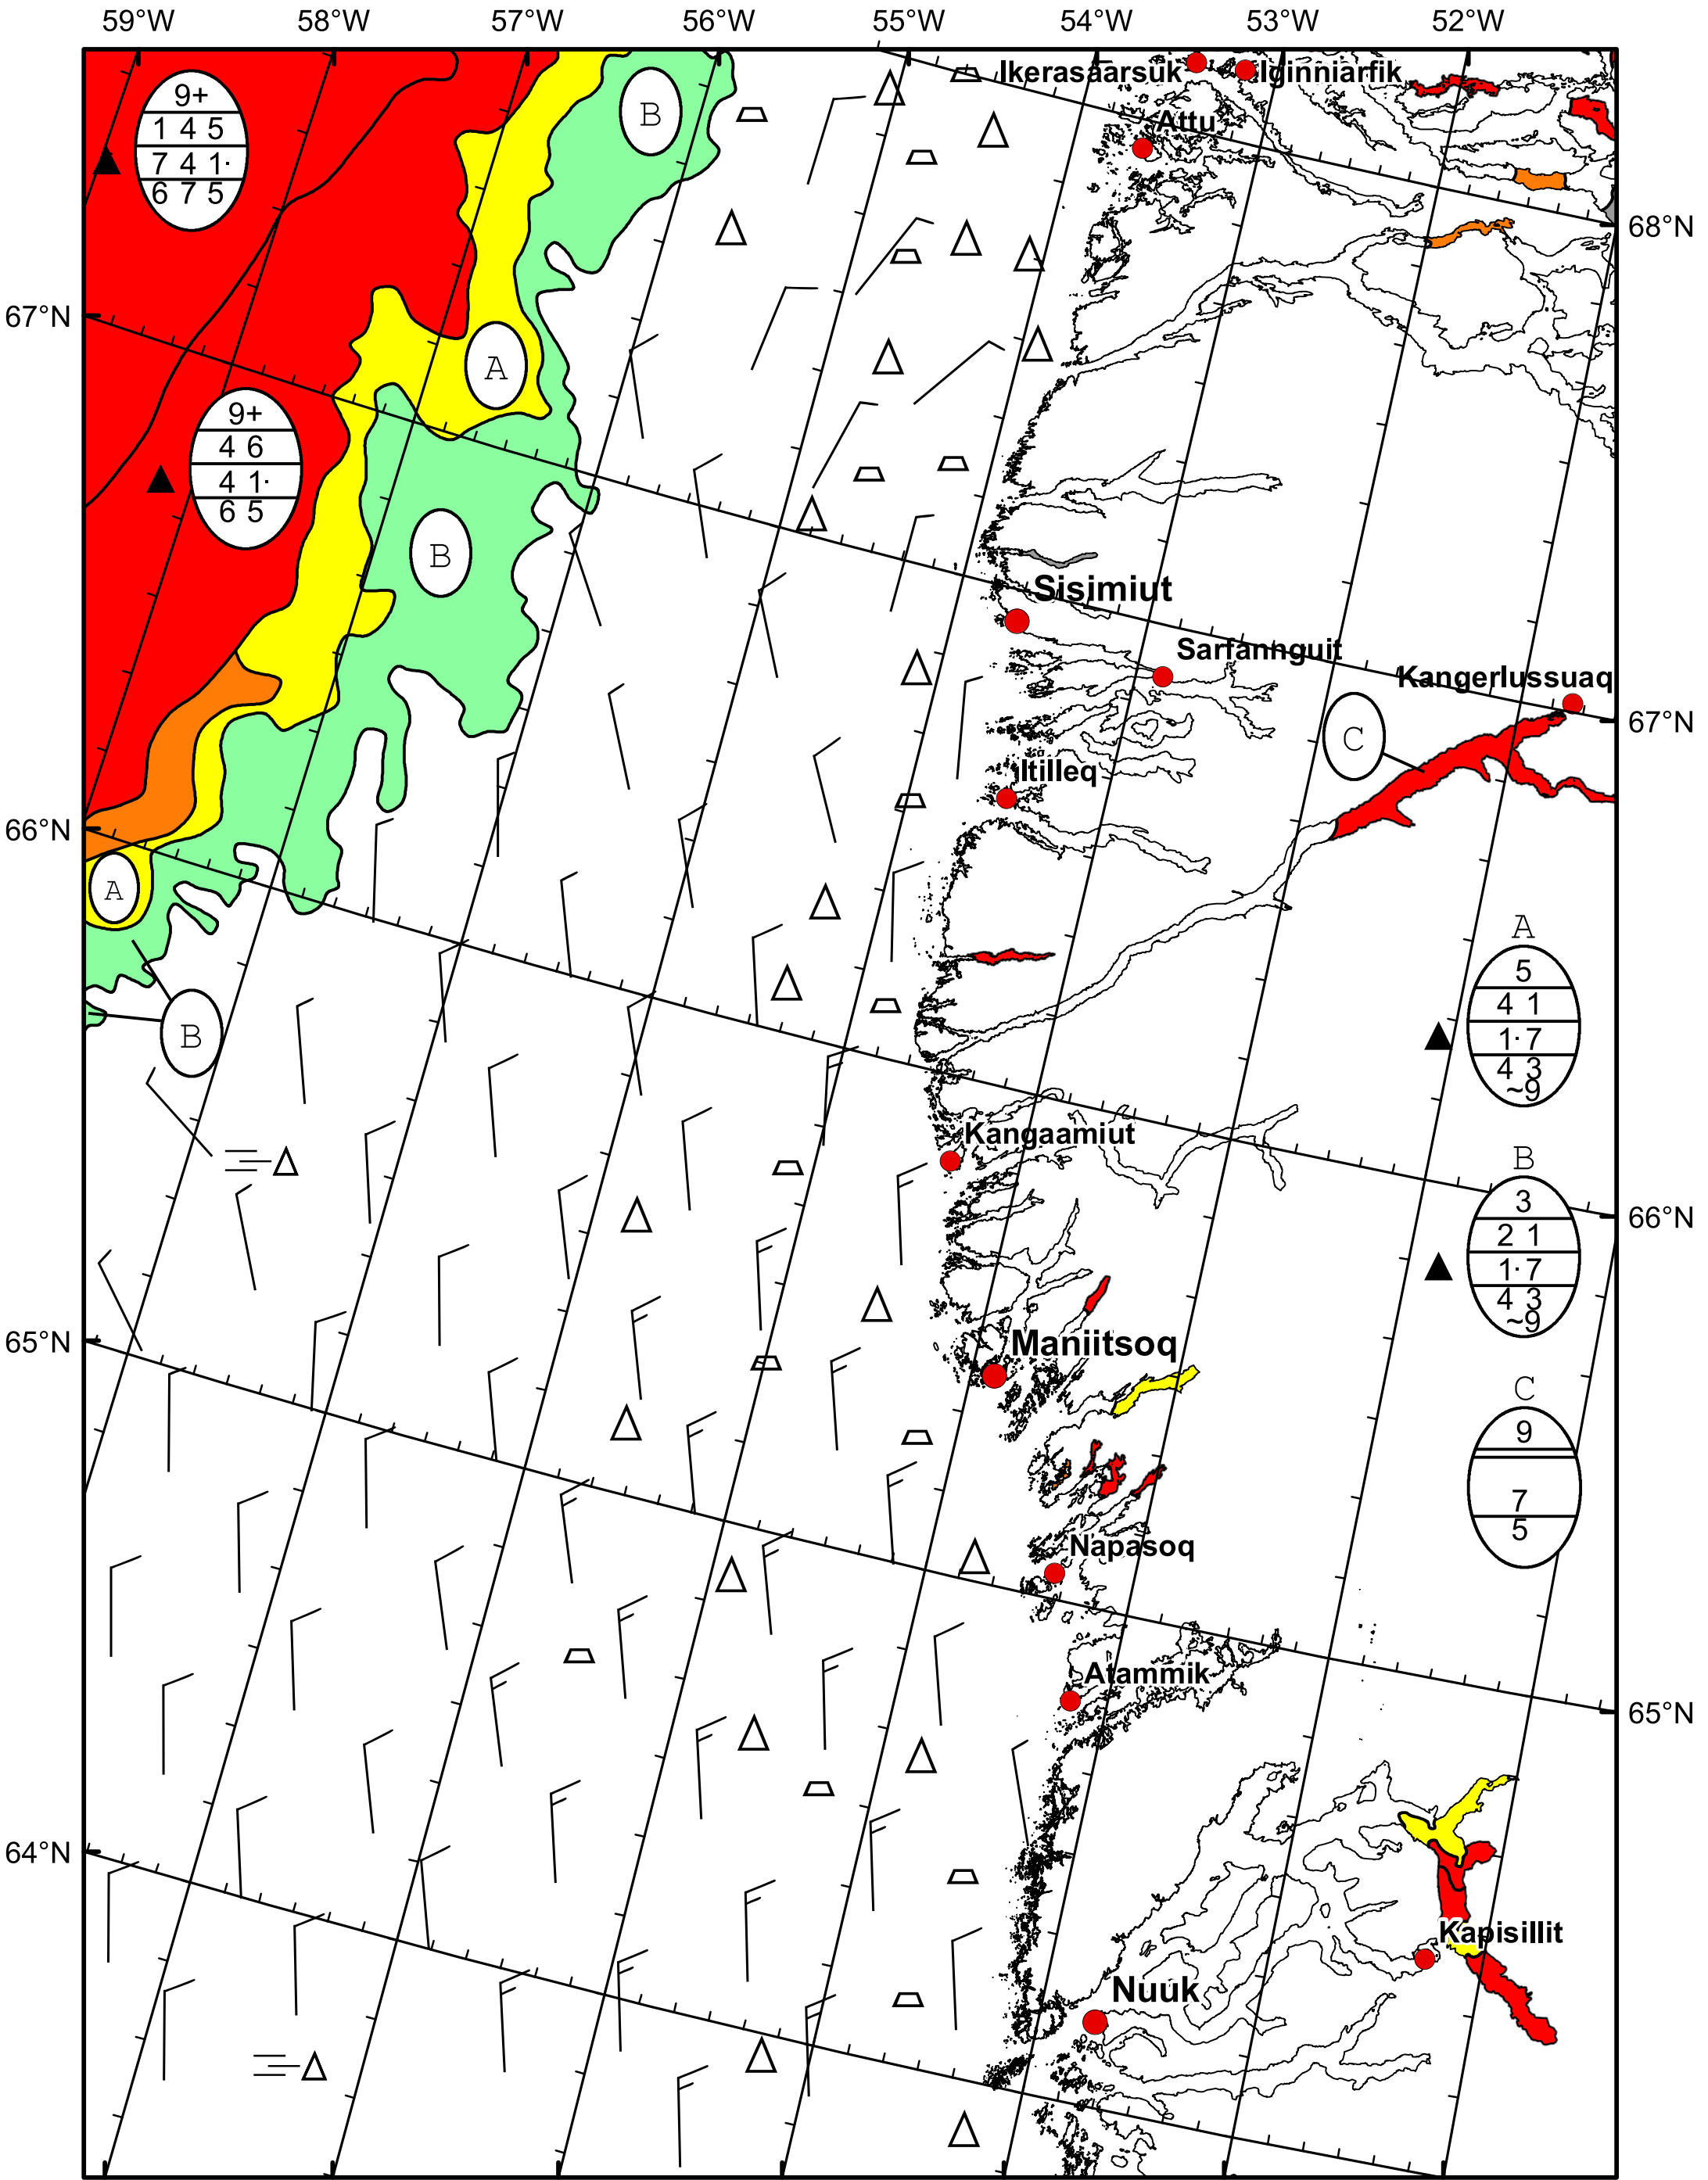 59°W 58°W 57°W 56°W 55°W 54°W 53°W 52°W
Ikerasaarsuk
Iginniarfik
9+
1 4 5
7 4 1·
6 7 5
B
Attu
68°N
67°N
A
9+
4 6
4 1·
6 5
B
Sisimiut
Sarfannguit
Kangerlussuaq
67°N
C
Itilleq
66°N
A
A
5
4 1
1· 7
4 3
~9
B
Kangaamiut
B
3
2 1
1· 7
4 3
~9
66°N
65°N
Maniitsoq
C
9
7
5
Napasoq
Atammik
65°N
64°N
Kapisillit
Nuuk